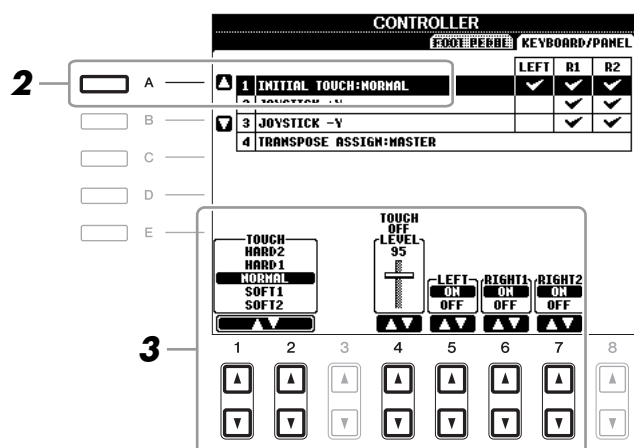 CONTROLLER
FOOT PEDAL KEYBOARD/PANEL
LEFT R1 R2
2
A
1 INITIAL TOUCH:NORMAL
B
3 JOYSTICK -Y
C
4 TRANSPOSE ASSIGN:MASTER
D
E
TOUCH
HARD2
HARD1
NORMAL
SOFT1
SOFT2
TOUCH
OFF
LEVEL
95
LEFT
ON
OFF
RIGHT1
ON
OFF
RIGHT2
ON
OFF
3
1 2 3 4 5 6 7 8